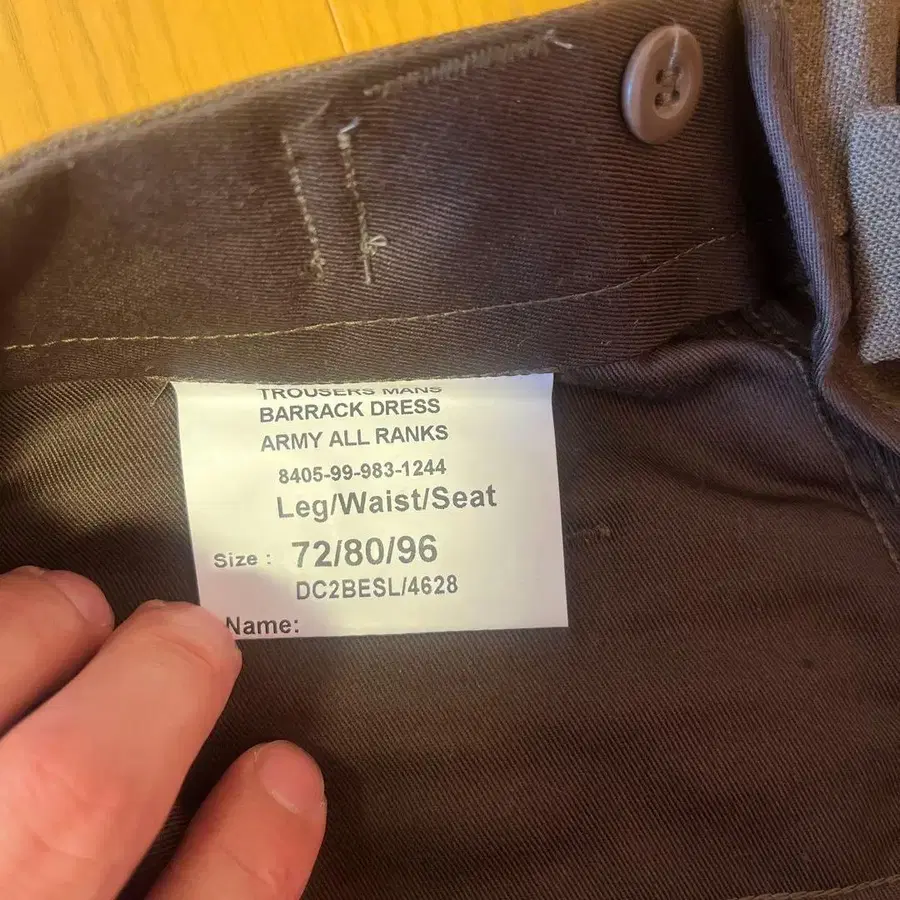 TROUSERS MANS
BARRACK DRESS
ARMY ALL RANKS
8405-99-983-1244
Leg/Waist/Seat
Size : 72/80/96
DC2BESL/4628
Name: